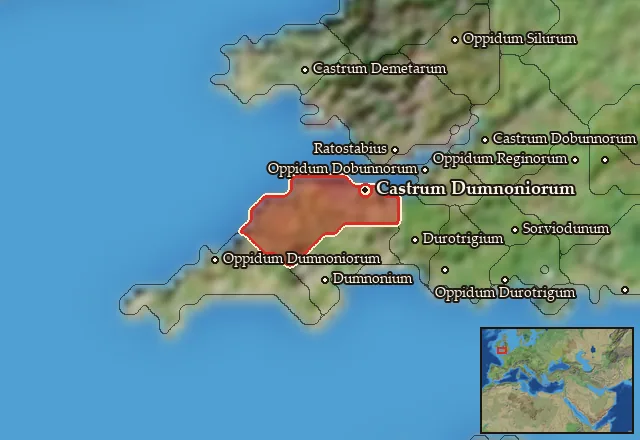 Oppidum Silurum
Castrum Demetarum
Castrum Dobunnorum
Ratostabius
Oppidum Reginorum
Oppidum Dobunnorum
Castrum Dumnoniorum
Sorviodunum
Durotrigium
Oppidum Dumnoniorum
Dumnonium
Oppidum Durotrigum